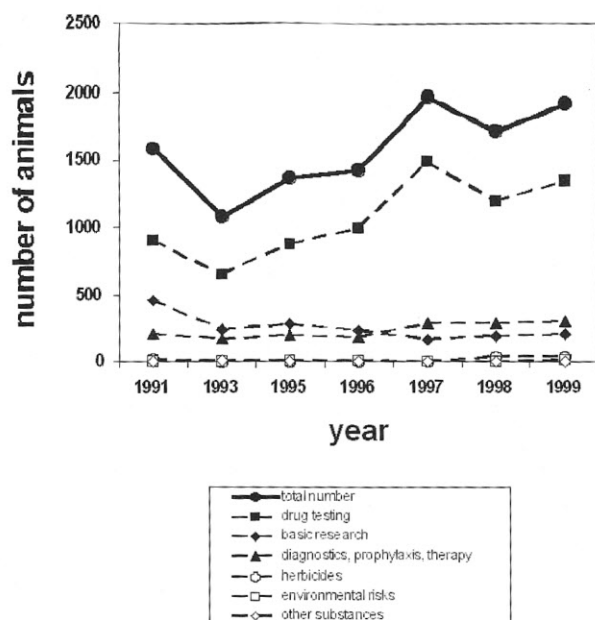 2500
2000
1500
1000
500
0
number of animals
1991 1993 1995 1996 1997 1998 1999
year
total number
drug testing
basic research
diagnostics, prophylaxis, therapy
herbicides
environmental risks
other substances